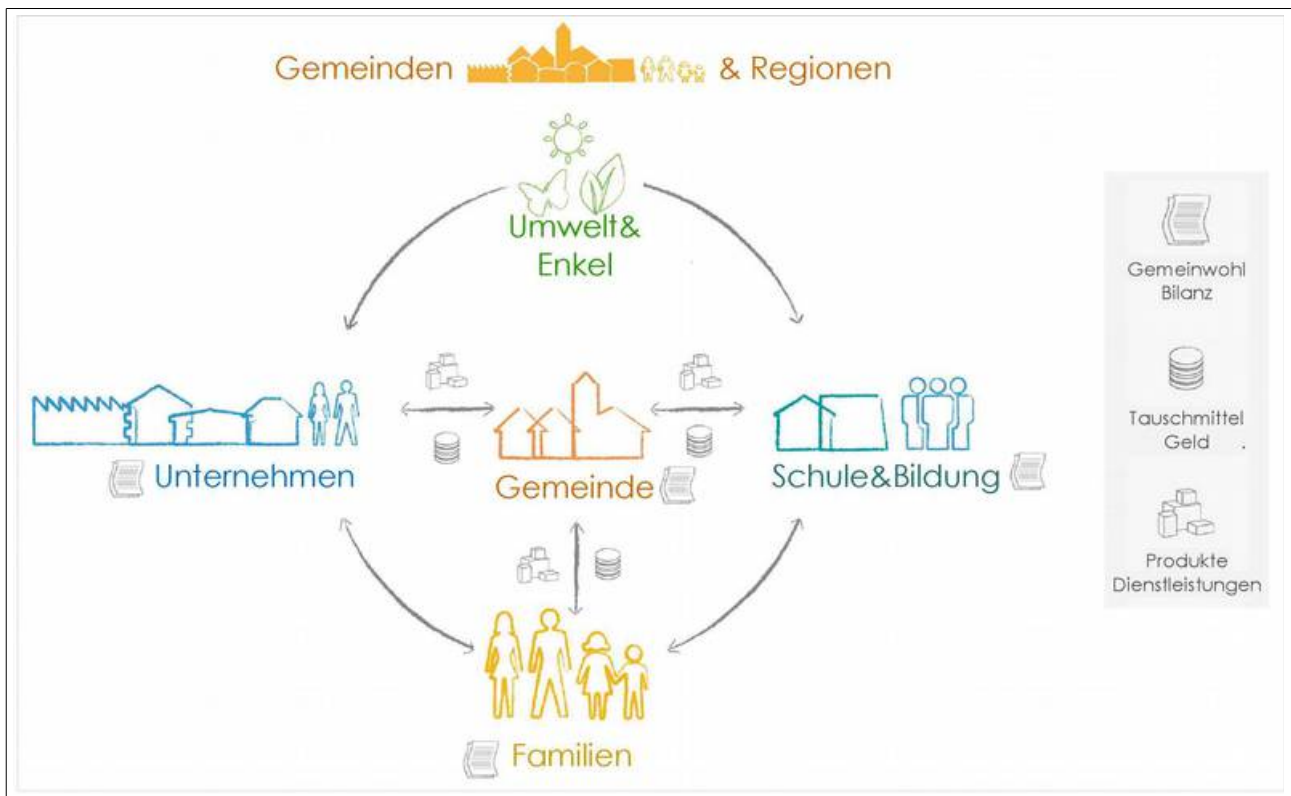 Gemeinden & Regionen
Umwelt&
Enkel
Unternehmen
Gemeinde
Schule&Bildung
Familien
Gemeinwohl
Bilanz
Tauschmittel
Geld .
Produkte
Dienstleistungen